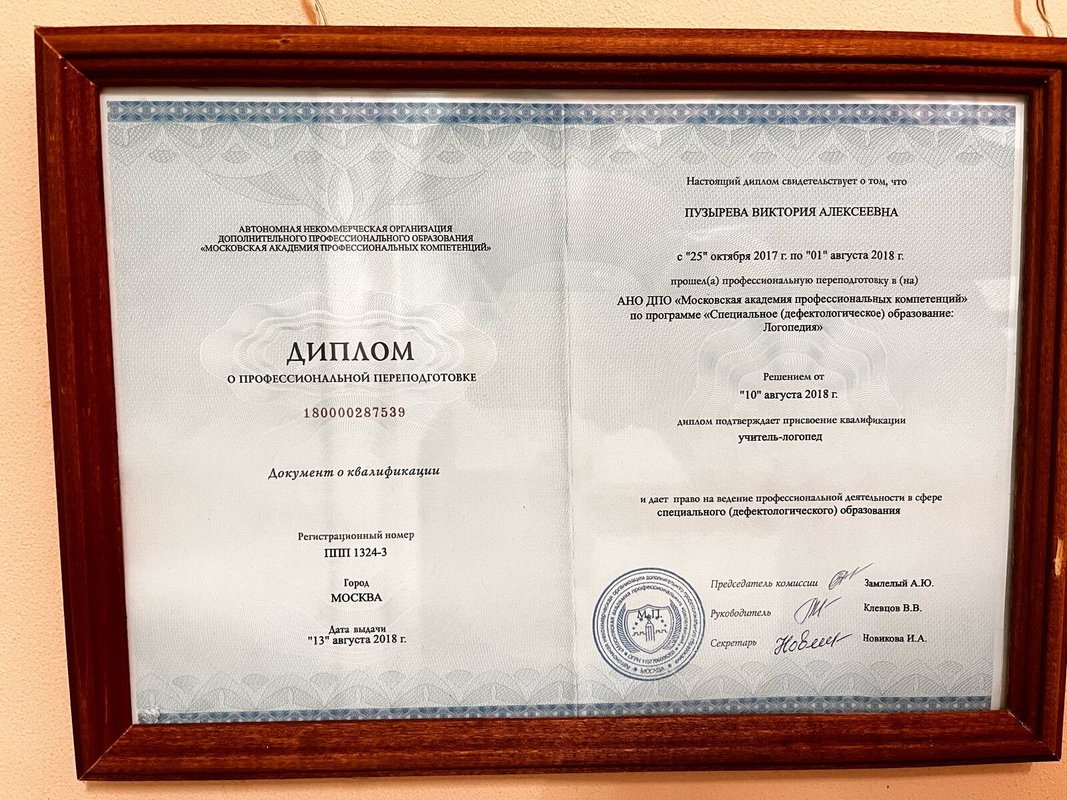 АВТОНОМНАЯ НЕКОММЕРЧЕСКАЯ ОРГАНИЗАЦИЯ
ДОПОЛНИТЕЛЬНОГО ПРОФЕССИОНАЛЬНОГО ОБРАЗОВАНИЯ
«МОСКОВСКАЯ АКАДЕМИЯ ПРОФЕССИОНАЛЬНЫХ КОМПЕТЕНЦИЙ»
ДИПЛОМ
О ПРОФЕССИОНАЛЬНОЙ ПЕРЕПОДГОТОВКЕ
180000287539
Документ о квалификации
Регистрационный номер
ППП 1324-3
Город
МОСКВА
Дата выдачи
"13" августа 2018 г.
Настоящий диплом свидетельствует о том, что
ПУЗЫРЕВА ВИКТОРИЯ АЛЕКСЕЕВНА
с "25" октября 2017 г. по "01" августа 2018 г.
прошел(а) профессиональную переподготовку в (на)
АНО ДПО «Московская академия профессиональных компетенций»
по программе «Специальное (дефектологическое) образование:
Логопедия»
Решением от
"10" августа 2018 г.
диплом подтверждает присвоение квалификации
учитель-логопед
и дает право на ведение профессиональной деятельности в сфере
специального (дефектологического) образования
Председатель комиссии Замлелый А.Ю.
Руководитель Клевцов В.В.
Секретарь Новикова И.А.
М.П.
МОСКВА